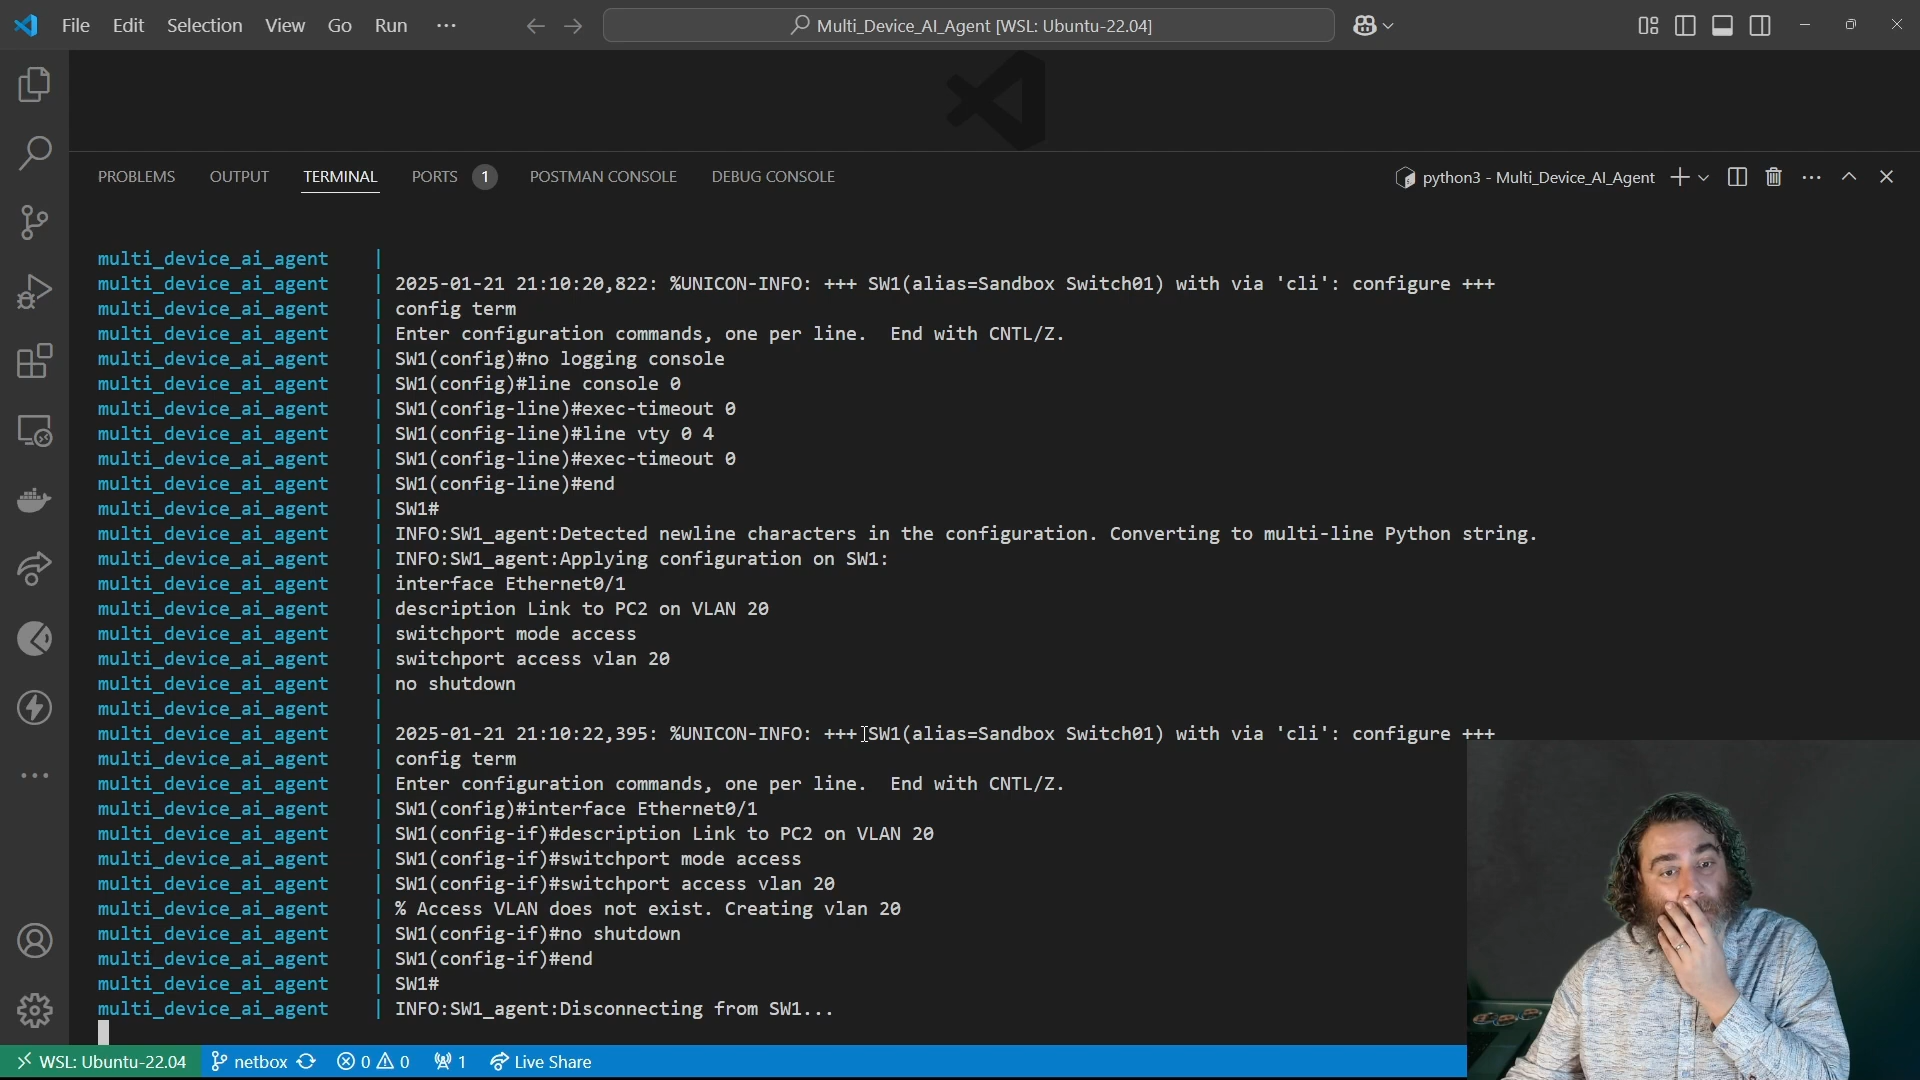 File Edit Selection View Go Run ··· Multi_Device_AI_Agent [WSL: Ubuntu-22.04]
PROBLEMS OUTPUT TERMINAL PORTS 1 POSTMAN CONSOLE DEBUG CONSOLE python3 - Multi_Device_AI_Agent
multi_device_ai_agent |
multi_device_ai_agent | 2025-01-21 21:10:20,822: %UNICON-INFO: +++ SW1(alias=Sandbox Switch01) with via 'cli': configure +++
multi_device_ai_agent | config term
multi_device_ai_agent | Enter configuration commands, one per line.  End with CNTL/Z.
multi_device_ai_agent | SW1(config)#no logging console
multi_device_ai_agent | SW1(config)#line console 0
multi_device_ai_agent | SW1(config-line)#exec-timeout 0
multi_device_ai_agent | SW1(config-line)#line vty 0 4
multi_device_ai_agent | SW1(config-line)#exec-timeout 0
multi_device_ai_agent | SW1(config-line)#end
multi_device_ai_agent | SW1#
multi_device_ai_agent | INFO:SW1_agent:Detected newline characters in the configuration. Converting to multi-line Python string.
multi_device_ai_agent | INFO:SW1_agent:Applying configuration on SW1:
multi_device_ai_agent | interface Ethernet0/1
multi_device_ai_agent | description Link to PC2 on VLAN 20
multi_device_ai_agent | switchport mode access
multi_device_ai_agent | switchport access vlan 20
multi_device_ai_agent | no shutdown
multi_device_ai_agent |
multi_device_ai_agent | 2025-01-21 21:10:22,395: %UNICON-INFO: +++ SW1(alias=Sandbox Switch01) with via 'cli': configure +++
multi_device_ai_agent | config term
multi_device_ai_agent | Enter configuration commands, one per line.  End with CNTL/Z.
multi_device_ai_agent | SW1(config)#interface Ethernet0/1
multi_device_ai_agent | SW1(config-if)#description Link to PC2 on VLAN 20
multi_device_ai_agent | SW1(config-if)#switchport mode access
multi_device_ai_agent | SW1(config-if)#switchport access vlan 20
multi_device_ai_agent | % Access VLAN does not exist. Creating vlan 20
multi_device_ai_agent | SW1(config-if)#no shutdown
multi_device_ai_agent | SW1(config-if)#end
multi_device_ai_agent | SW1#
multi_device_ai_agent | INFO:SW1_agent:Disconnecting from SW1...
WSL: Ubuntu-22.04 netbox 0 0 1 Live Share